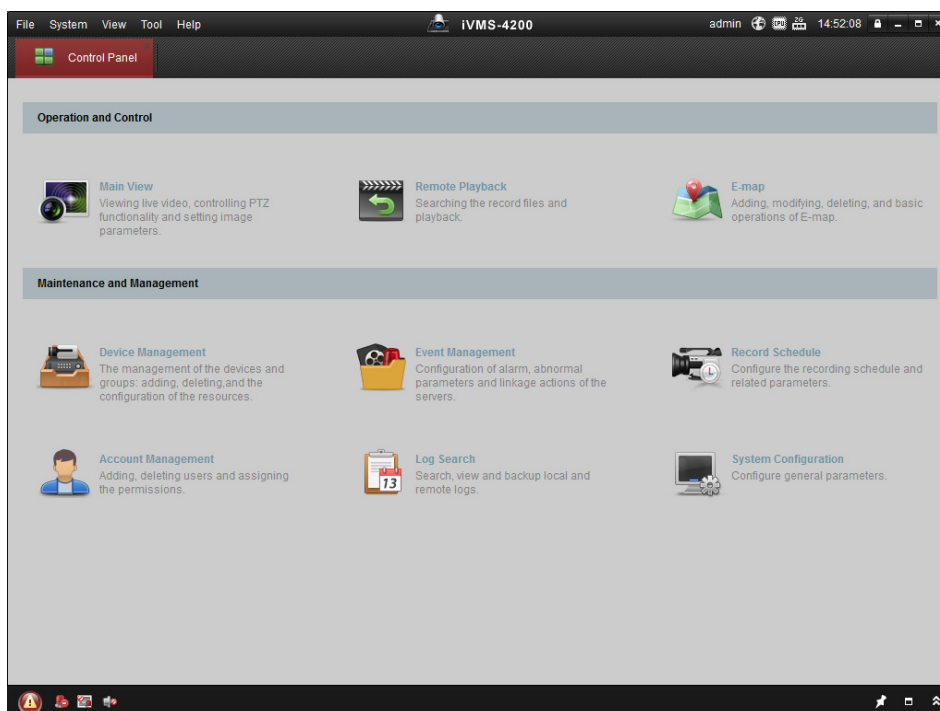 File System View Tool Help iVMS-4200 admin CPU 2G 14:52:08
Control Panel
Operation and Control
Main View
Viewing live video, controlling PTZ
functionality and setting image
parameters.
Remote Playback
Searching the record files and
playback.
E-map
Adding, modifying, deleting, and basic
operations of E-map.
Maintenance and Management
Device Management
The management of the devices and
groups: adding, deleting,and the
configuration of the resources.
Event Management
Configuration of alarm, abnormal
parameters and linkage actions of the
servers.
Record Schedule
Configure the recording schedule and
related parameters.
Account Management
Adding, deleting users and assigning
the permissions.
13
Log Search
Search, view and backup local and
remote logs.
System Configuration
Configure general parameters.